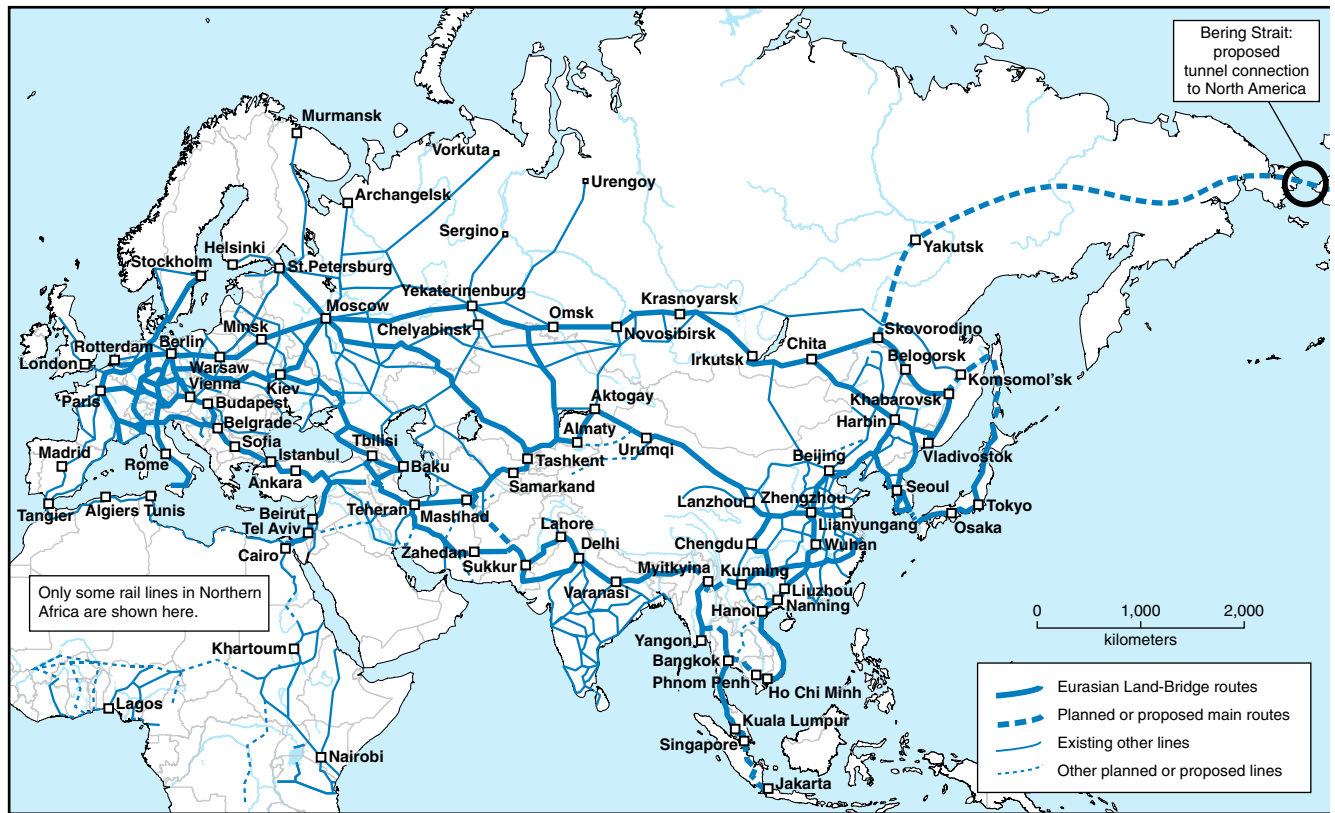 Bering Strait:
proposed
tunnel connection
to North America
Murmansk
Vorkuta
Urengoy
Archangelsk
Sergino
Yakutsk
Helsinki
Stockholm
St.Petersburg
Yekaterinenburg
Krasnoyarsk
Moscow
Omsk
Skovorodino
Minsk
Chelyabinsk
Novosibirsk
Rotterdam
Berlin
Chita
Belogorsk
London
Warsaw
Irkutsk
Komsomol'sk
Vienna
Kiev
Paris
Budapest
Aktogay
Khabarovsk
Belgrade
Harbin
Almaty
Sofia
Tbilisi
Madrid
Istanbul
Urumqi
Beijing
Vladivostok
Rome
Baku
Tashkent
Ankara
Samarkand
Seoul
Lanzhou
Zhengzhou
Tangier
Algiers
Tunis
Beirut
Teheran
Mashhad
Tokyo
Tel Aviv
Lahore
Lianyungang
Osaka
Cairo
Zahedan
Delhi
Chengdu
Wuhan
Sukkur
Myitkyina
Kunming
Only some rail lines in Northern
Africa are shown here.
Varanasi
Liuzhou
Hanoi
Nanning
0
1,000
2,000
kilometers
Khartoum
Yangon
Bangkok
Phnom Penh
Ho Chi Minh
Lagos
Kuala Lumpur
Singapore
Nairobi
Jakarta
Eurasian Land-Bridge routes
Planned or proposed main routes
Existing other lines
Other planned or proposed lines